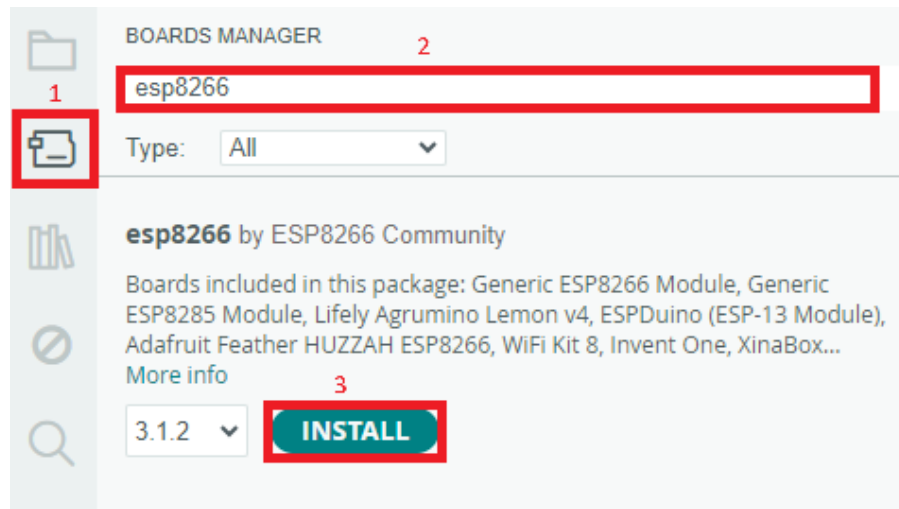 BOARDS MANAGER
2
1
esp8266
Type: All
esp8266 by ESP8266 Community
Boards included in this package: Generic ESP8266 Module, Generic
ESP8285 Module, Lifely Agrumino Lemon v4, ESPDuino (ESP-13 Module),
Adafruit Feather HUZZAH ESP8266, WiFi Kit 8, Invent One, XinaBox...
More info
3
3.1.2 INSTALL